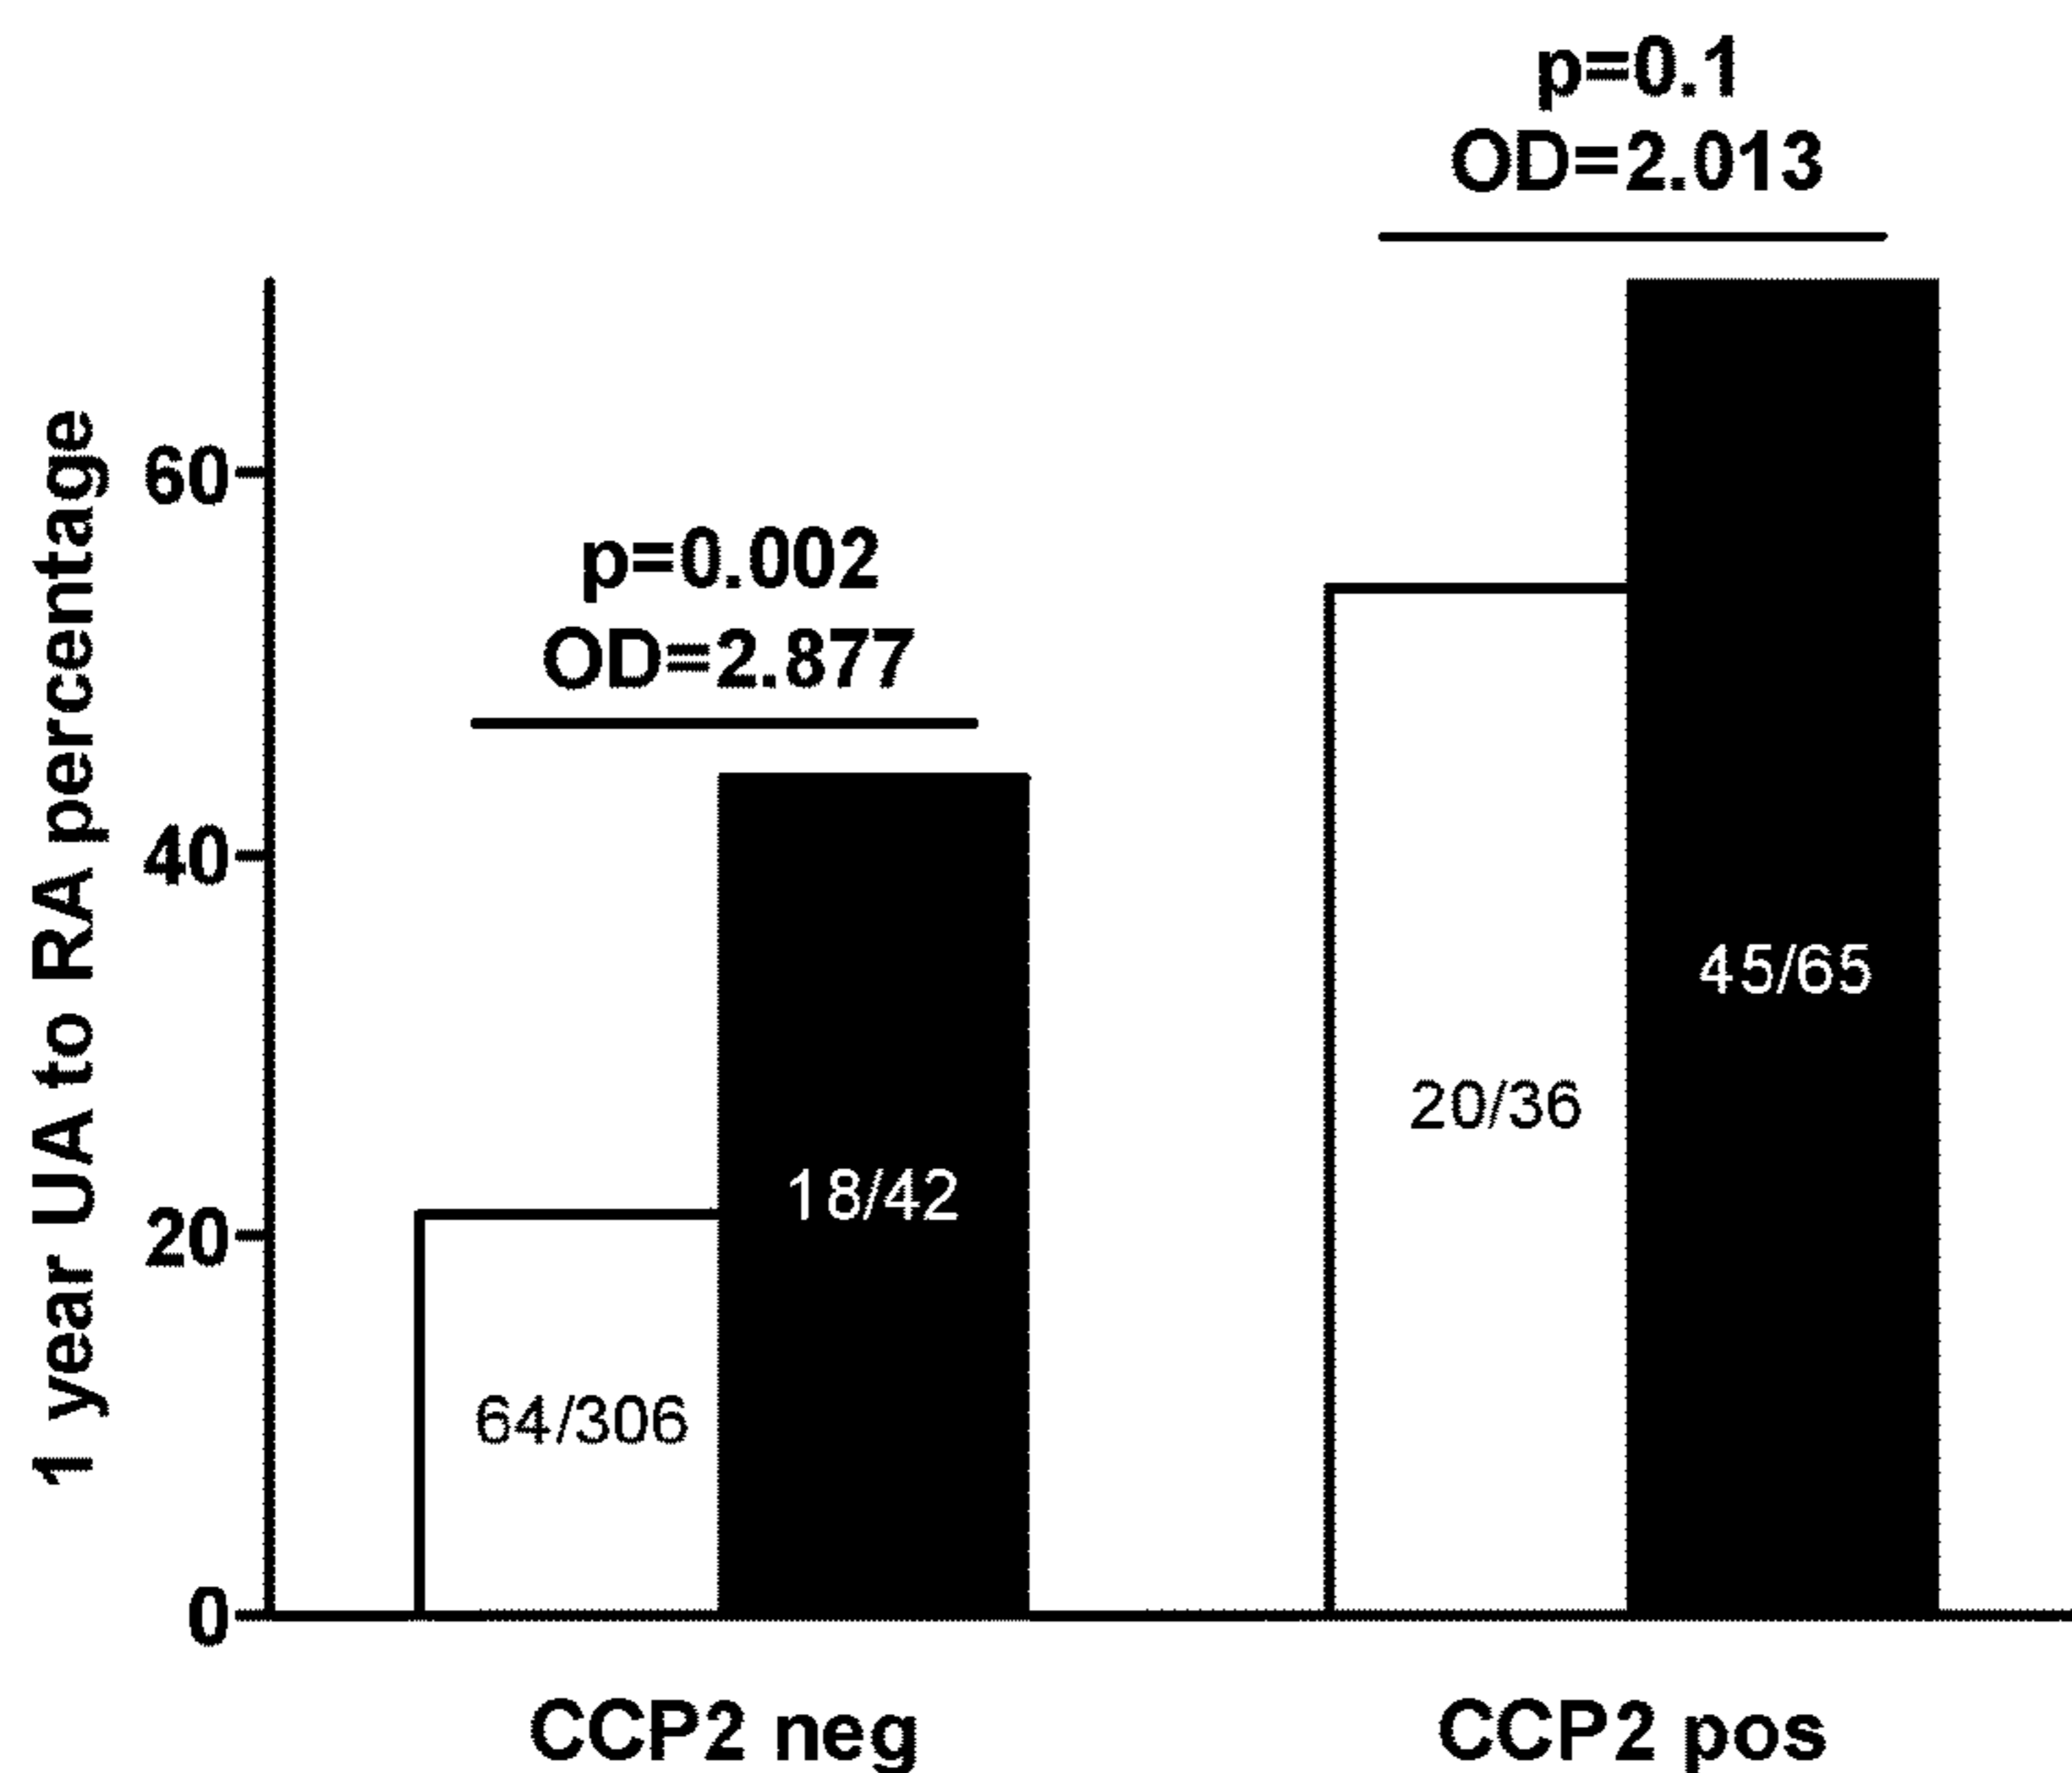 p=0.1
OD=2.013
p=0.002
OD=2.877
1 year UA to RA percentage
60
40
20
0
45/65
20/36
18/42
64/306
CCP2 neg
CCP2 pos